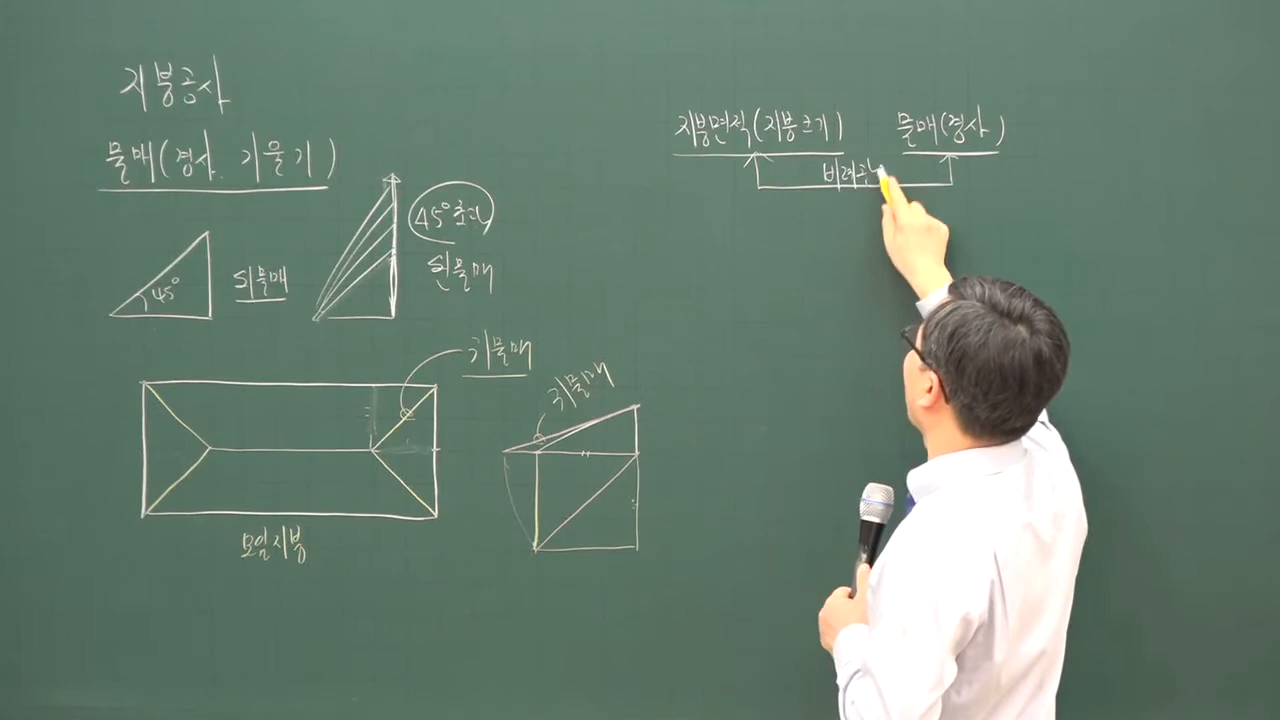 지붕공사
물매(경사. 기울기)
45°
되물매
45°초과
된물매
귀물매
귀물매
모임지붕
지붕면적(지붕크기)
물매(경사)
비례관